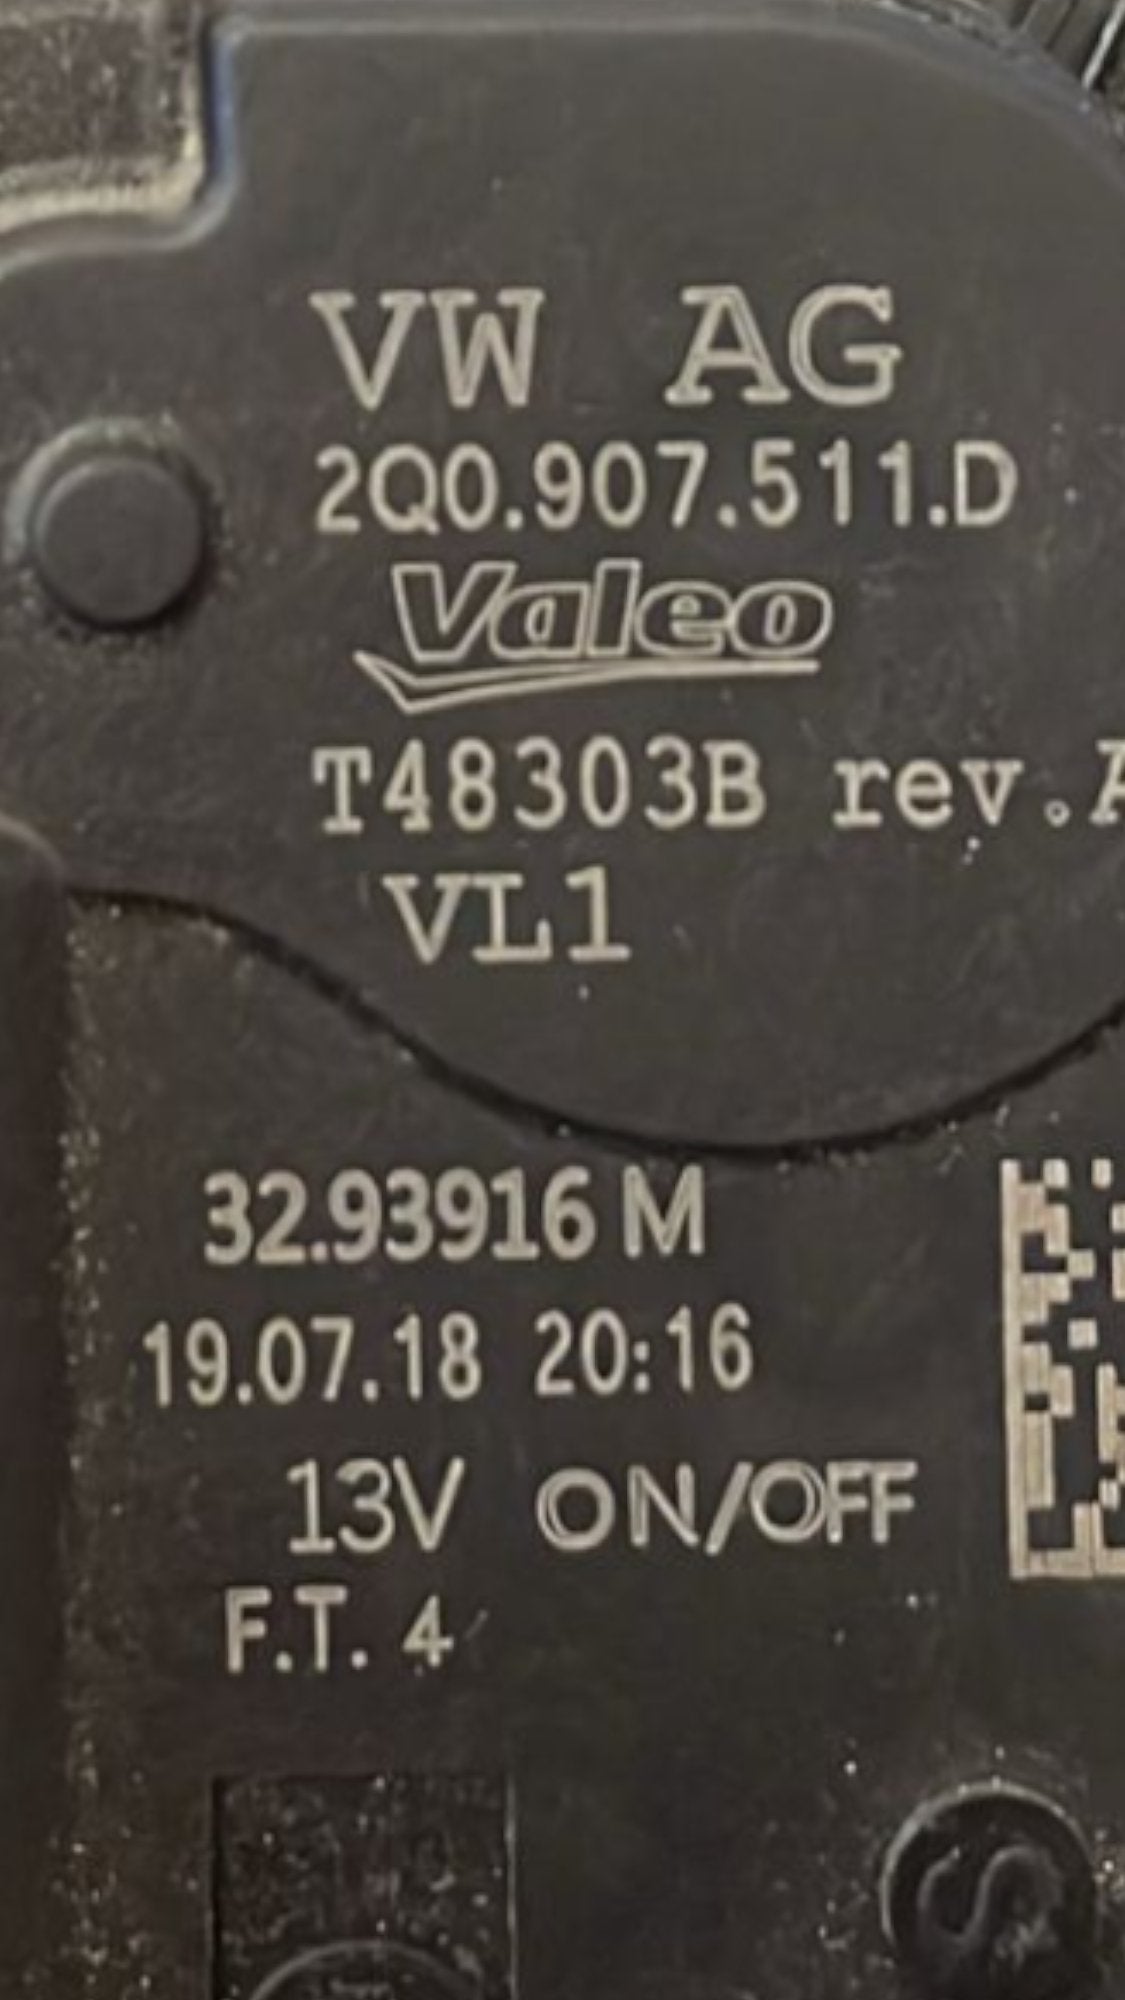 VW AG
2Q0.907.511.D
Valeo
T48303B rev.A
VL1
32.93916 M
19.07.18 20:16
13V ON/OFF
F.T. 4